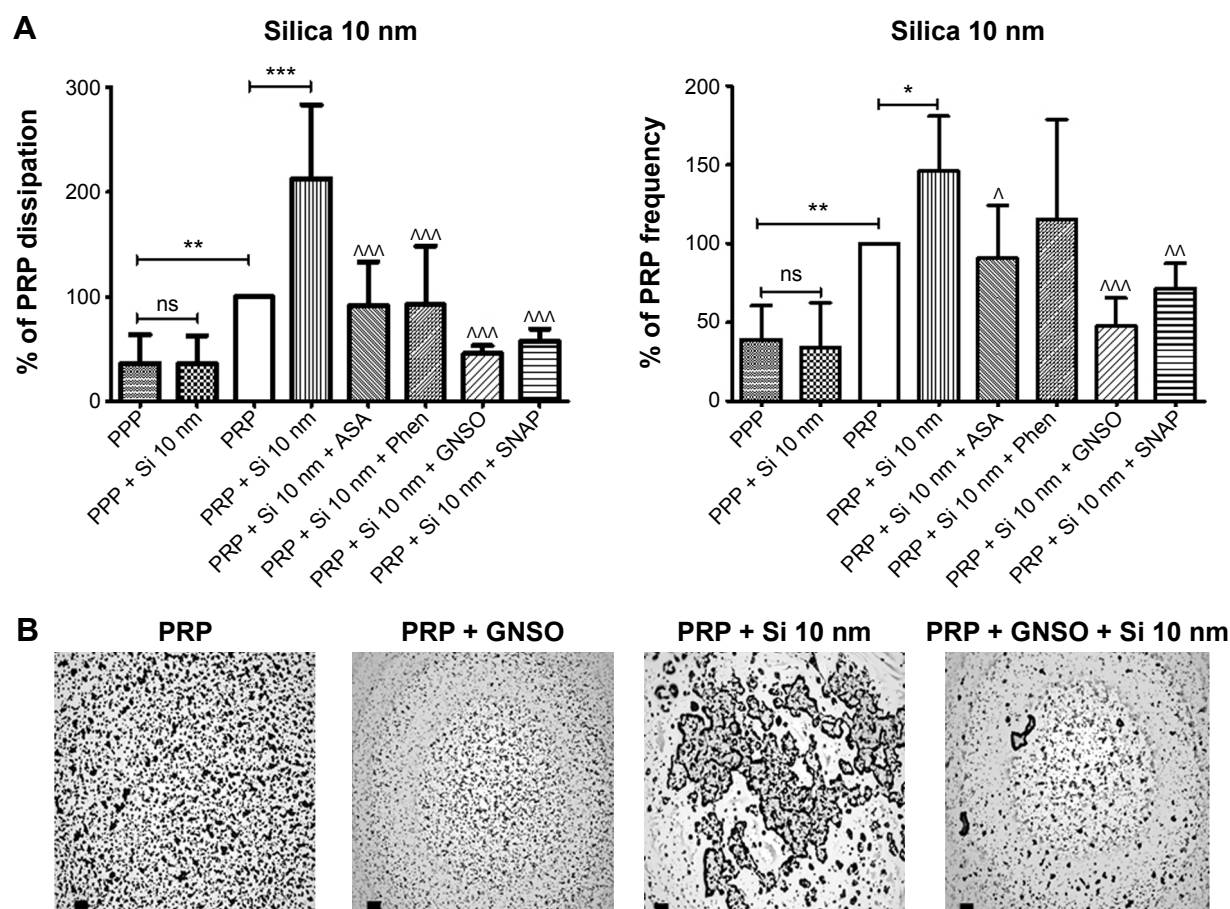 A
Silica 10 nm
% of PRP dissipation
300
200
100
0
***
**
ns
^^^
^^^
^^^
^^^
PPP
PPP + Si 10 nm
PRP
PRP + Si 10 nm
PRP + Si 10 nm + ASA
PRP + Si 10 nm + Phen
PRP + Si 10 nm + GNSO
PRP + Si 10 nm + SNAP
Silica 10 nm
% of PRP frequency
200
150
100
50
0
*
**
ns
^
^^^
^^
PPP
PPP + Si 10 nm
PRP
PRP + Si 10 nm
PRP + Si 10 nm + ASA
PRP + Si 10 nm + Phen
PRP + Si 10 nm + GNSO
PRP + Si 10 nm + SNAP
B
PRP
PRP + GNSO
PRP + Si 10 nm
PRP + GNSO + Si 10 nm